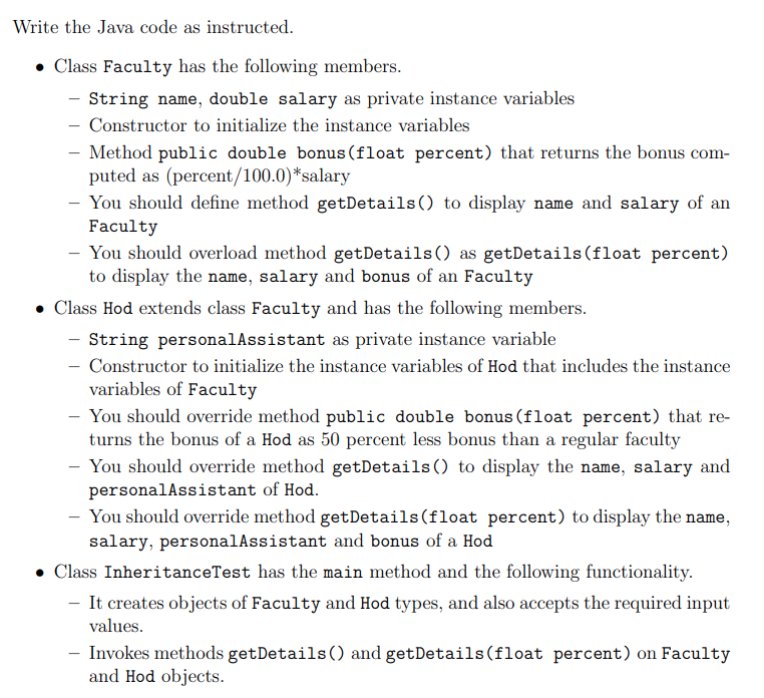 Write the Java code as instructed.
• Class Faculty has the following members.
– String name, double salary as private instance variables
– Constructor to initialize the instance variables
– Method public double bonus(float percent) that returns the bonus com-
puted as (percent/100.0)*salary
– You should define method getDetails() to display name and salary of an
Faculty
– You should overload method getDetails() as getDetails(float percent)
to display the name, salary and bonus of an Faculty
• Class Hod extends class Faculty and has the following members.
– String personalAssistant as private instance variable
– Constructor to initialize the instance variables of Hod that includes the instance
variables of Faculty
– You should override method public double bonus(float percent) that re-
turns the bonus of a Hod as 50 percent less bonus than a regular faculty
– You should override method getDetails() to display the name, salary and
personalAssistant of Hod.
– You should override method getDetails(float percent) to display the name,
salary, personalAssistant and bonus of a Hod
• Class InheritanceTest has the main method and the following functionality.
– It creates objects of Faculty and Hod types, and also accepts the required input
values.
– Invokes methods getDetails() and getDetails(float percent) on Faculty
and Hod objects.